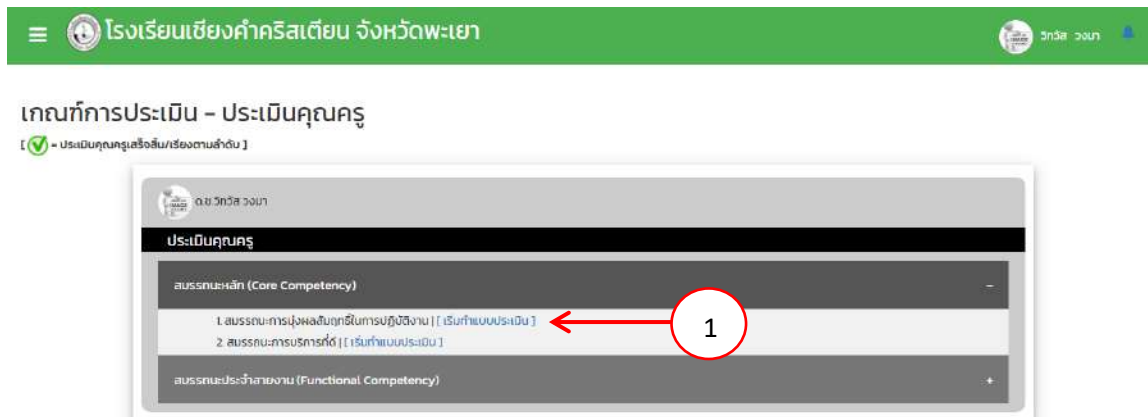 โรงเรียนเชียงคำคริสเตียน จังหวัดพะเยา
วิทวัส วงมา
เกณฑ์การประเมิน - ประเมินคุณครู
[ = ประเมินคุณครูเสร็จสิ้น/เรียงตามลำดับ ]
ด.ช.วิทวัส วงมา
ประเมินคุณครู
สมรรถนะหลัก (Core Competency) -
1. สมรรถนะการมุ่งผลสัมฤทธิ์ในการปฏิบัติงาน | [ เริ่มทำแบบประเมิน ]
1
2. สมรรถนะการบริการที่ดี | [ เริ่มทำแบบประเมิน ]
สมรรถนะประจำสายงาน (Functional Competency) +